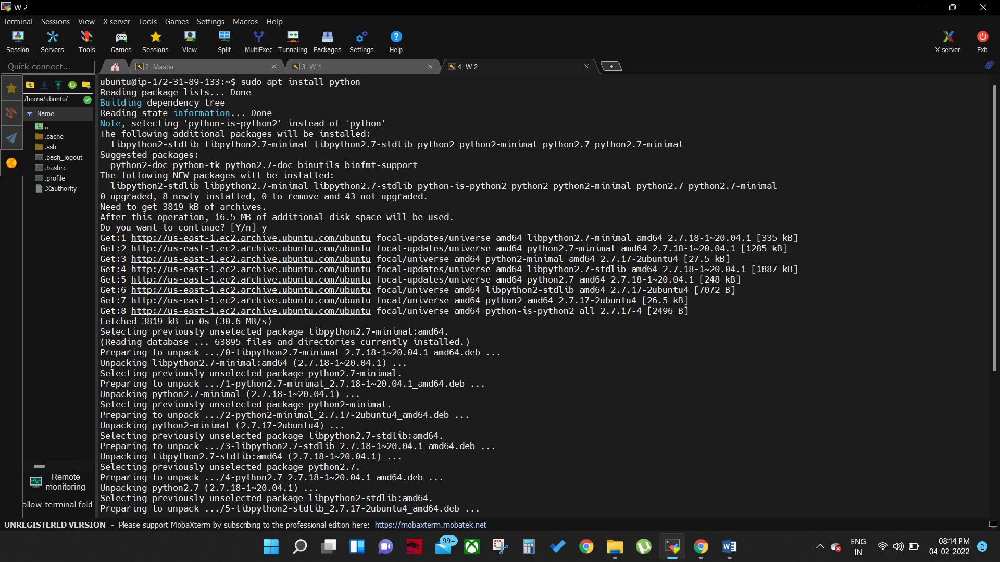 W 2
Terminal Sessions View X server Tools Games Settings Macros Help
Session Servers Tools Games Sessions View Split MultiExec Tunneling Packages Settings Help X server Exit
Quick connect...
2. Master
3. W 1
4. W 2
/home/ubuntu/
Name
..
.cache
.ssh
.bash_logout
.bashrc
.profile
.Xauthority
Remote
monitoring
ollow terminal fold
ubuntu@ip-172-31-89-133:~$ sudo apt install python
Reading package lists... Done
Building dependency tree
Reading state information... Done
Note, selecting 'python-is-python2' instead of 'python'
The following additional packages will be installed:
libpython2-stdlib libpython2.7-minimal libpython2.7-stdlib python2 python2-minimal python2.7 python2.7-minimal
Suggested packages:
python2-doc python-tk python2.7-doc binutils binfmt-support
The following NEW packages will be installed:
libpython2-stdlib libpython2.7-minimal libpython2.7-stdlib python-is-python2 python2 python2-minimal python2.7 python2.7-minimal
0 upgraded, 8 newly installed, 0 to remove and 43 not upgraded.
Need to get 3819 kB of archives.
After this operation, 16.5 MB of additional disk space will be used.
Do you want to continue? [Y/n] y
Get:1 http://us-east-1.ec2.archive.ubuntu.com/ubuntu focal-updates/universe amd64 libpython2.7-minimal amd64 2.7.18-1~20.04.1 [335 kB]
Get:2 http://us-east-1.ec2.archive.ubuntu.com/ubuntu focal-updates/universe amd64 python2.7-minimal amd64 2.7.18-1~20.04.1 [1285 kB]
Get:3 http://us-east-1.ec2.archive.ubuntu.com/ubuntu focal/universe amd64 python2-minimal amd64 2.7.17-2ubuntu4 [27.5 kB]
Get:4 http://us-east-1.ec2.archive.ubuntu.com/ubuntu focal-updates/universe amd64 libpython2.7-stdlib amd64 2.7.18-1~20.04.1 [1887 kB]
Get:5 http://us-east-1.ec2.archive.ubuntu.com/ubuntu focal-updates/universe amd64 python2.7 amd64 2.7.18-1~20.04.1 [248 kB]
Get:6 http://us-east-1.ec2.archive.ubuntu.com/ubuntu focal/universe amd64 libpython2-stdlib amd64 2.7.17-2ubuntu4 [7072 B]
Get:7 http://us-east-1.ec2.archive.ubuntu.com/ubuntu focal/universe amd64 python2 amd64 2.7.17-2ubuntu4 [26.5 kB]
Get:8 http://us-east-1.ec2.archive.ubuntu.com/ubuntu focal/universe amd64 python-is-python2 all 2.7.17-4 [2496 B]
Fetched 3819 kB in 0s (30.6 MB/s)
Selecting previously unselected package libpython2.7-minimal:amd64.
(Reading database ... 63895 files and directories currently installed.)
Preparing to unpack .../0-libpython2.7-minimal_2.7.18-1~20.04.1_amd64.deb ...
Unpacking libpython2.7-minimal:amd64 (2.7.18-1~20.04.1) ...
Selecting previously unselected package python2.7-minimal.
Preparing to unpack .../1-python2.7-minimal_2.7.18-1~20.04.1_amd64.deb ...
Unpacking python2.7-minimal (2.7.18-1~20.04.1) ...
Selecting previously unselected package python2-minimal.
Preparing to unpack .../2-python2-minimal_2.7.17-2ubuntu4_amd64.deb ...
Unpacking python2-minimal (2.7.17-2ubuntu4) ...
Selecting previously unselected package libpython2.7-stdlib:amd64.
Preparing to unpack .../3-libpython2.7-stdlib_2.7.18-1~20.04.1_amd64.deb ...
Unpacking libpython2.7-stdlib:amd64 (2.7.18-1~20.04.1) ...
Selecting previously unselected package python2.7.
Preparing to unpack .../4-python2.7_2.7.18-1~20.04.1_amd64.deb ...
Unpacking python2.7 (2.7.18-1~20.04.1) ...
Selecting previously unselected package libpython2-stdlib:amd64.
Preparing to unpack .../5-libpython2-stdlib_2.7.17-2ubuntu4_amd64.deb ...
UNREGISTERED VERSION - Please support MobaXterm by subscribing to the professional edition here: https://mobaxterm.mobatek.net
99+
ENG
IN
08:14 PM
04-02-2022
2